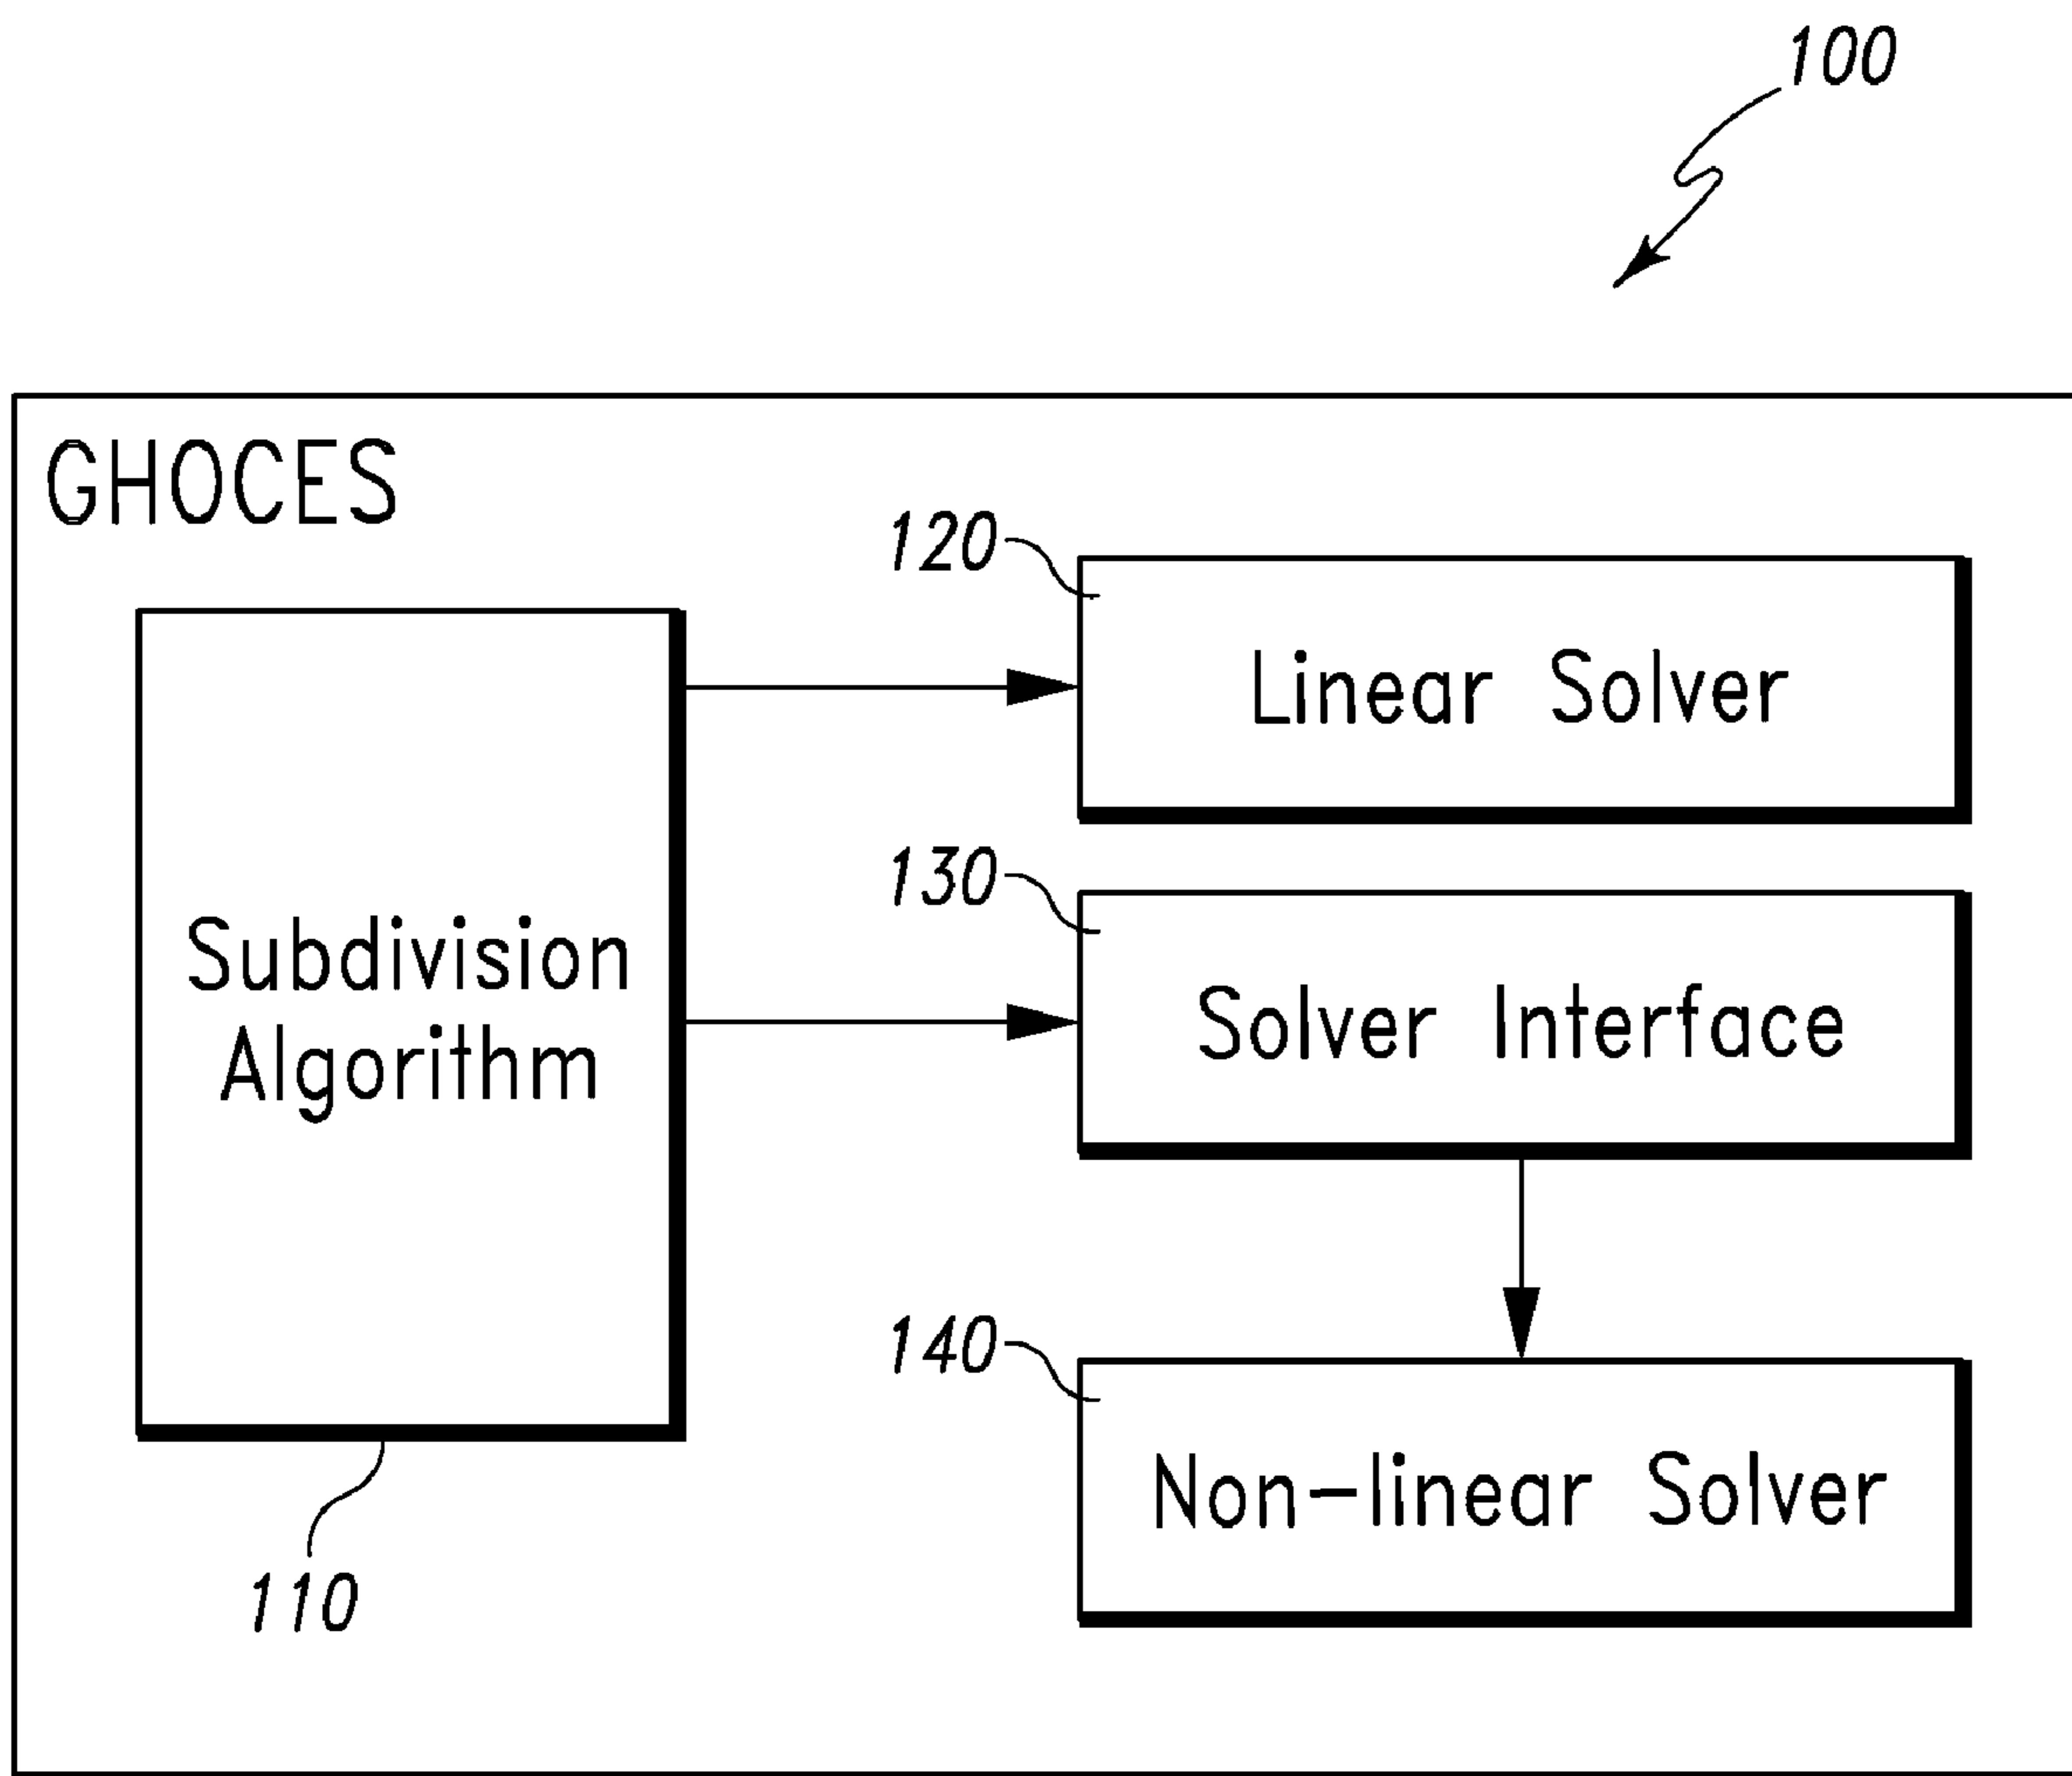 100
GHOCES
120
Linear Solver
130
Subdivision
Algorithm
Solver Interface
140
Non-linear Solver
110